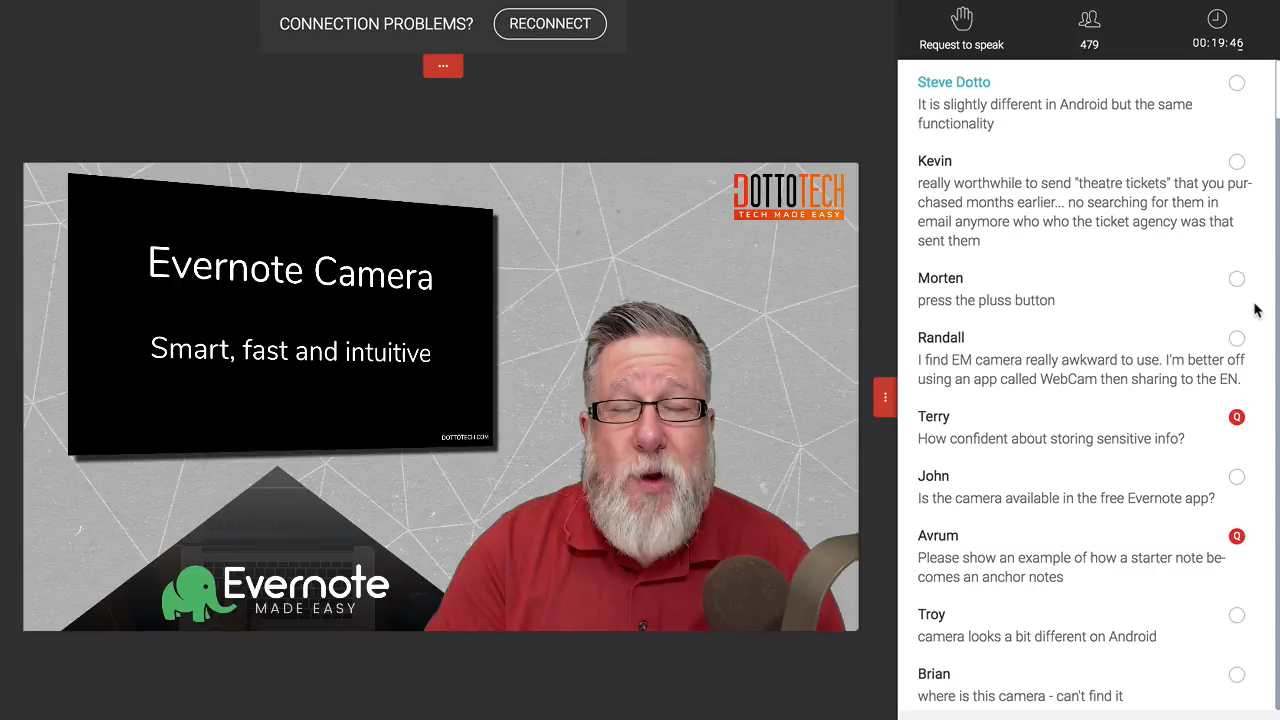 CONNECTION PROBLEMS?
RECONNECT
...
DOTTOTECH
TECH MADE EASY
Evernote Camera
Smart, fast and intuitive
DOTTOTECH.COM
Evernote
MADE EASY
Request to speak
479
00:19:46
Steve Dotto
It is slightly different in Android but the same
functionality
Kevin
really worthwhile to send "theatre tickets" that you pur-
chased months earlier... no searching for them in
email anymore who who the ticket agency was that
sent them
Morten
press the pluss button
Randall
I find EM camera really awkward to use. I'm better off
using an app called WebCam then sharing to the EN.
Terry
Q
How confident about storing sensitive info?
John
Is the camera available in the free Evernote app?
Avrum
Q
Please show an example of how a starter note be-
comes an anchor notes
Troy
camera looks a bit different on Android
Brian
where is this camera - can't find it